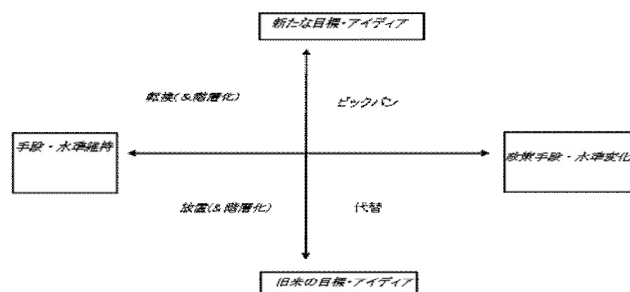 新たな目標・アイディア
転換(&階層化)
ビックバン
手段・水準維持
政策手段・水準変化
放置(&階層化)
代替
旧来の目標・アイディア